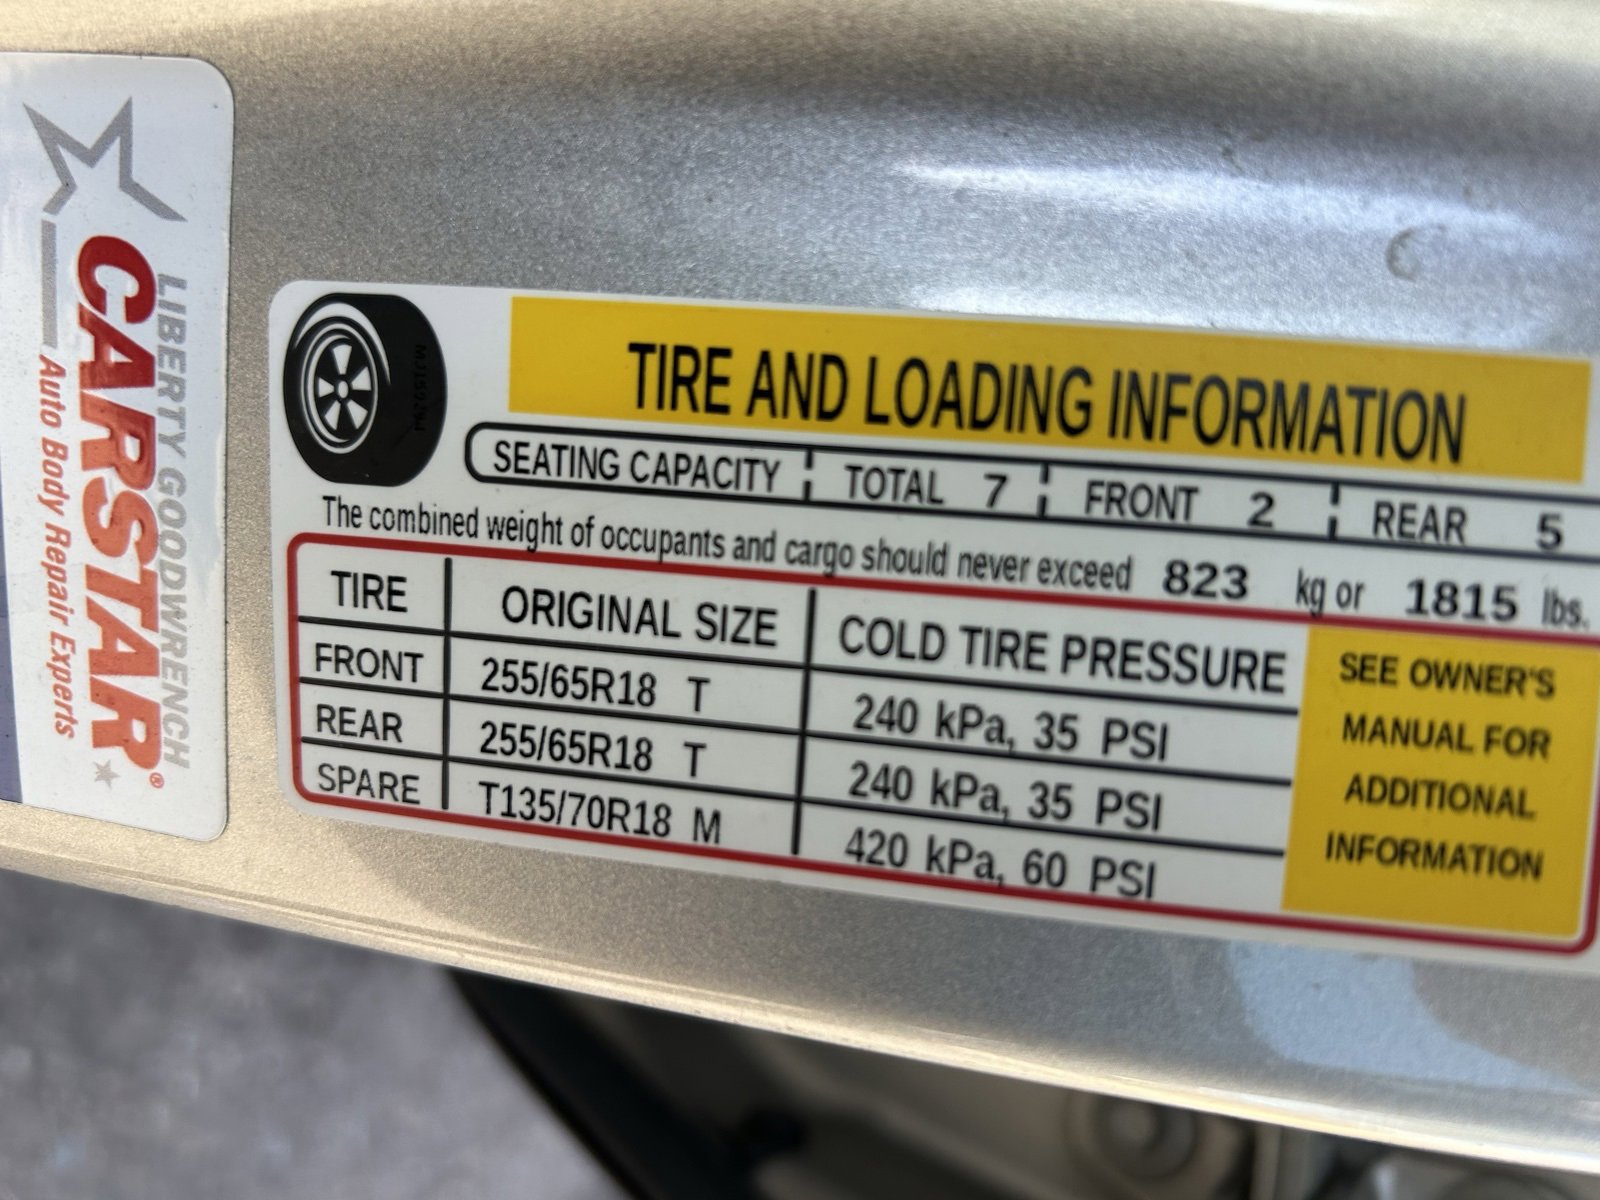 LIBERTY GOODWRENCH
CARSTAR®
Auto Body Repair Experts
TIRE AND LOADING INFORMATION
SEATING CAPACITY TOTAL 7 FRONT 2 REAR 5
The combined weight of occupants and cargo should never exceed 823 kg or 1815 lbs.
TIRE ORIGINAL SIZE COLD TIRE PRESSURE
FRONT 255/65R18 T 240 kPa, 35 PSI
REAR 255/65R18 T 240 kPa, 35 PSI
SPARE T135/70R18 M 420 kPa, 60 PSI
SEE OWNER'S
MANUAL FOR
ADDITIONAL
INFORMATION